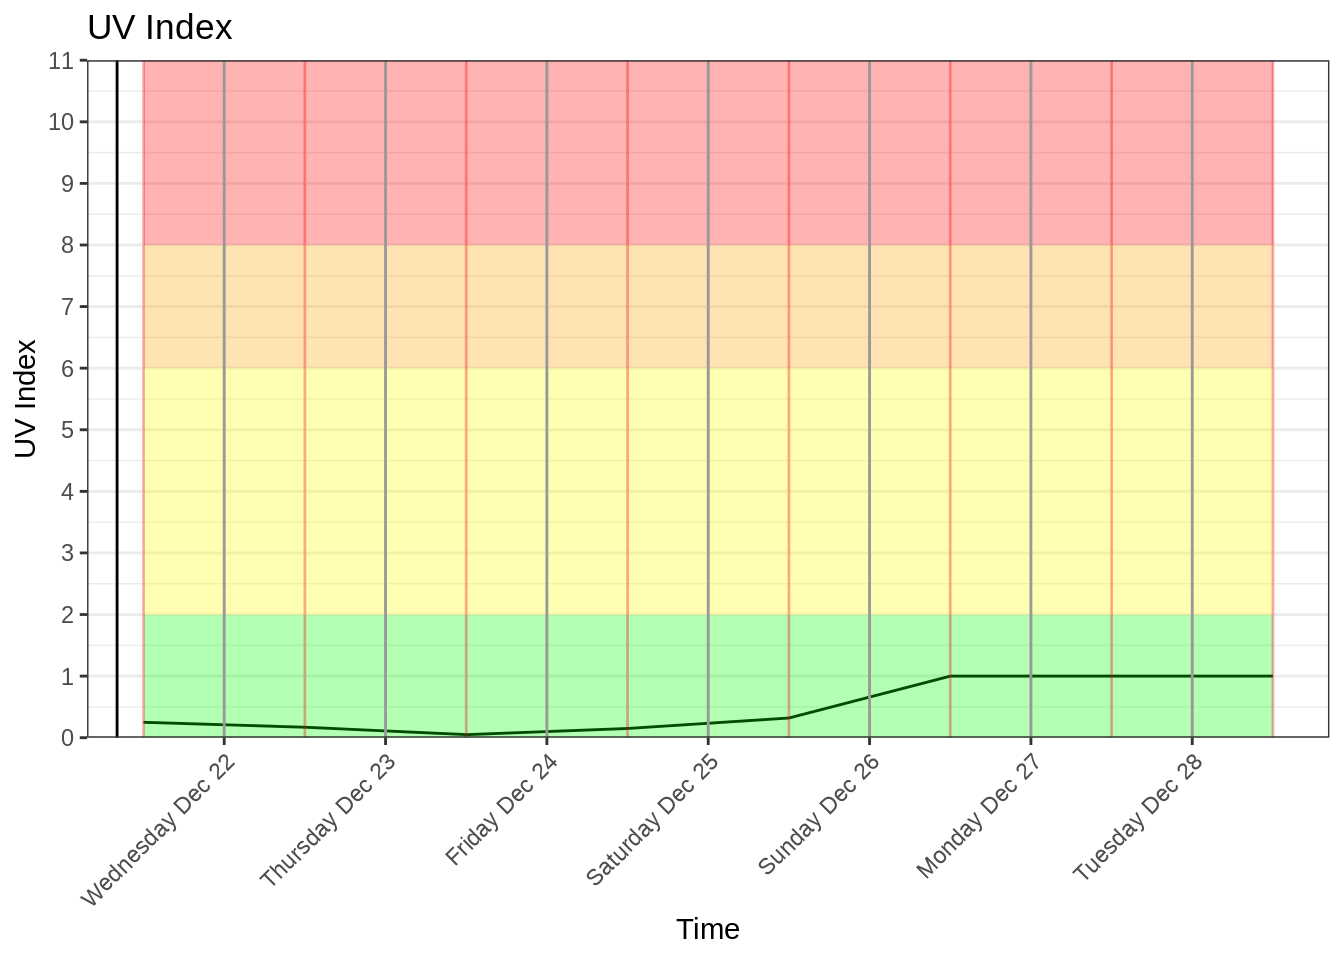 UV Index
11
10
9
8
7
6
5
4
3
2
1
0
UV Index
Wednesday Dec 22
Thursday Dec 23
Friday Dec 24
Saturday Dec 25
Sunday Dec 26
Monday Dec 27
Tuesday Dec 28
Time